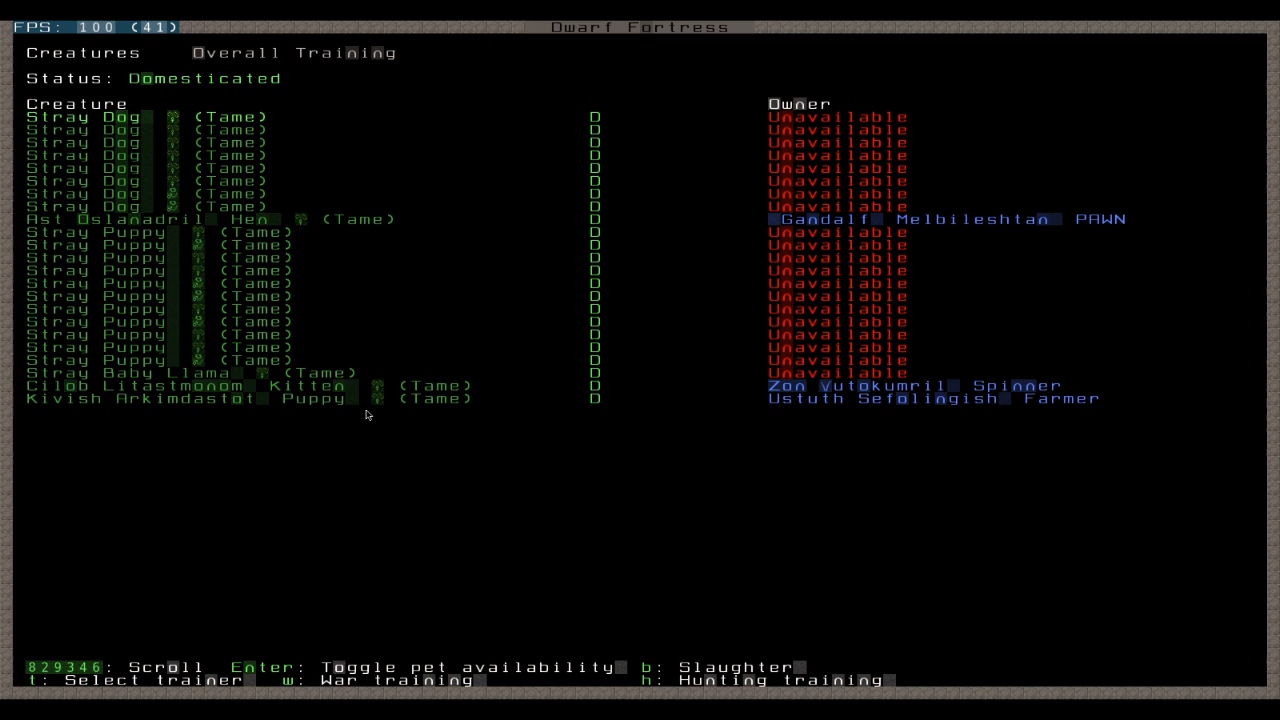 FPS: 100 (41) Dwarf Fortress
Creatures Overall Training
Status: Domesticated
Creature Owner
Stray Dog (Tame) D Unavailable
Stray Dog (Tame) D Unavailable
Stray Dog (Tame) D Unavailable
Stray Dog (Tame) D Unavailable
Stray Dog (Tame) D Unavailable
Stray Dog (Tame) D Unavailable
Stray Dog (Tame) D Unavailable
Stray Dog (Tame) D Unavailable
Ast Oslanadril Hen (Tame) D Gandalf Melbileshtan PAWN
Stray Puppy (Tame) D Unavailable
Stray Puppy (Tame) D Unavailable
Stray Puppy (Tame) D Unavailable
Stray Puppy (Tame) D Unavailable
Stray Puppy (Tame) D Unavailable
Stray Puppy (Tame) D Unavailable
Stray Puppy (Tame) D Unavailable
Stray Puppy (Tame) D Unavailable
Stray Puppy (Tame) D Unavailable
Stray Puppy (Tame) D Unavailable
Stray Puppy (Tame) D Unavailable
Stray Baby Llama (Tame) D Unavailable
Cilob Litastmonom Kitten (Tame) D Zon Vutokumril Spinner
Kivish Arkimdastot Puppy (Tame) D Ustuth Sefolingish Farmer
829346: Scroll Enter: Toggle pet availability b: Slaughter
t: Select trainer w: War training h: Hunting training